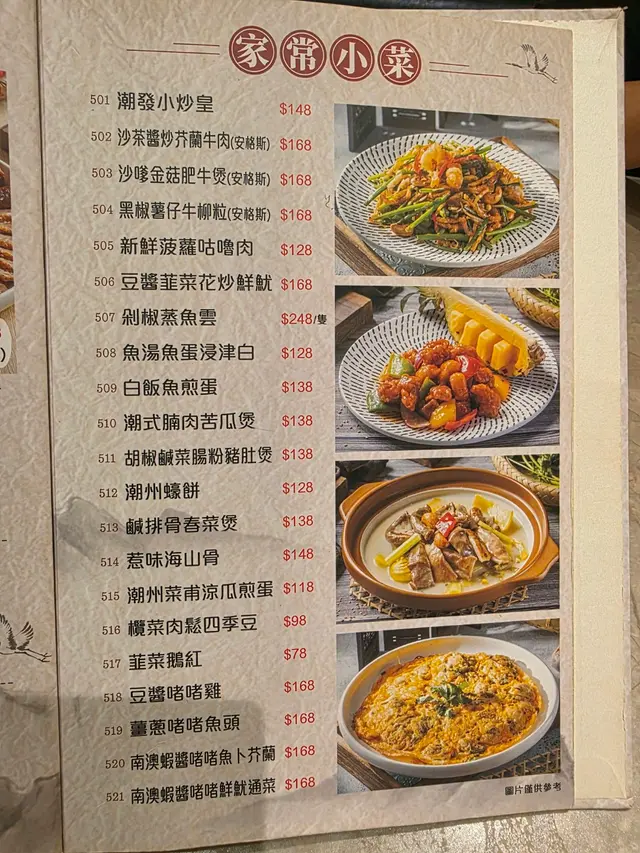 家常小菜
501 潮發小炒皇 $148
502 沙茶醬炒芥蘭牛肉(安格斯) $168
503 沙嗲金菇肥牛煲(安格斯) $168
504 黑椒薯仔牛柳粒(安格斯) $168
505 新鮮菠蘿咕嚕肉 $128
506 豆醬韮菜花炒鮮魷 $168
507 剁椒蒸魚雲 $248/隻
508 魚湯魚蛋浸津白 $128
509 白飯魚煎蛋 $138
510 潮式腩肉苦瓜煲 $138
511 胡椒鹹菜腸粉豬肚煲 $138
512 潮州蠔餅 $128
513 鹹排骨春菜煲 $138
514 惹味海山骨 $148
515 潮州菜甫涼瓜煎蛋 $118
516 欖菜肉鬆四季豆 $98
517 韮菜鵝紅 $78
518 豆醬啫啫雞 $168
519 薑蔥啫啫魚頭 $168
520 南澳蝦醬啫啫魚卜芥蘭 $168
521 南澳蝦醬啫啫鮮魷通菜 $168
圖片僅供參考